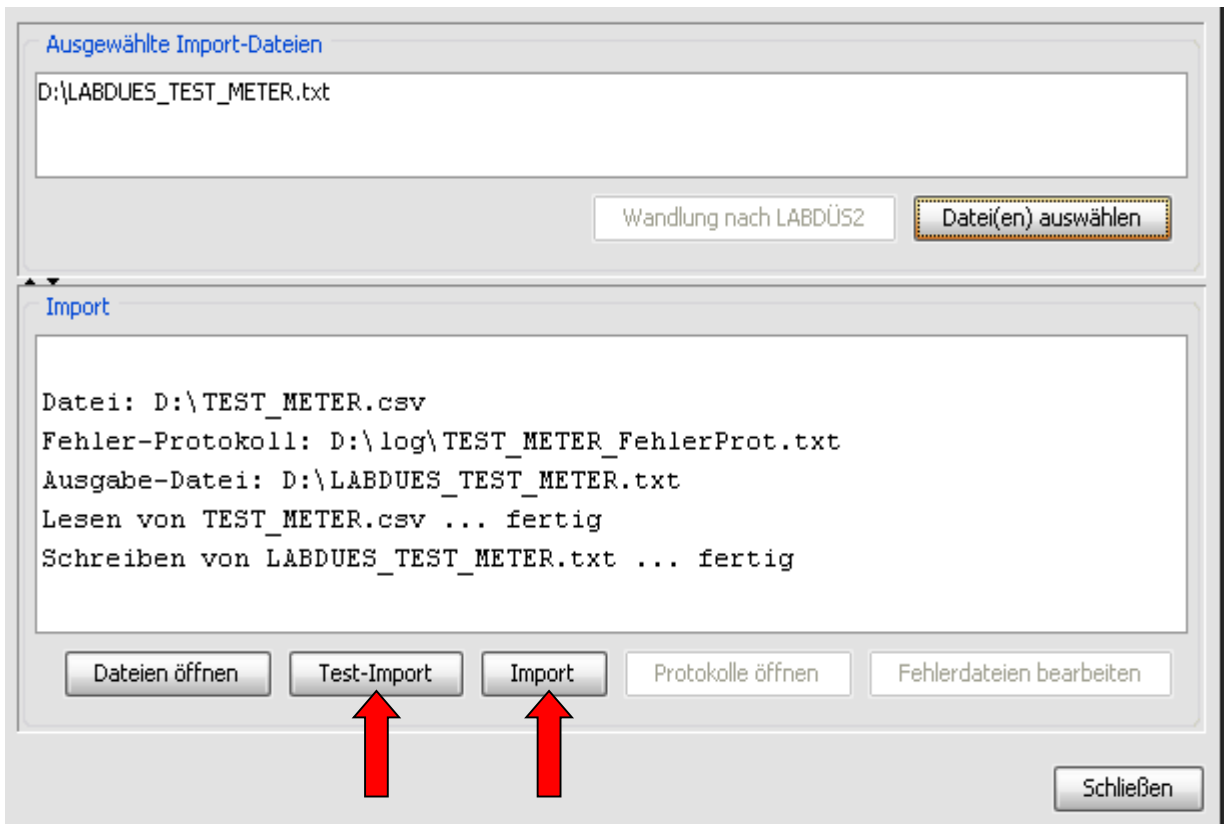 Ausgewählte Import-Dateien
D:\LABDUES_TEST_METER.txt
Wandlung nach LABDÜS2
Datei(en) auswählen
Import
Datei: D:\TEST_METER.csv
Fehler-Protokoll: D:\log\TEST_METER_FehlerProt.txt
Ausgabe-Datei: D:\LABDUES_TEST_METER.txt
Lesen von TEST_METER.csv ... fertig
Schreiben von LABDUES_TEST_METER.txt ... fertig
Dateien öffnen
Test-Import
Import
Protokolle öffnen
Fehlerdateien bearbeiten
Schließen